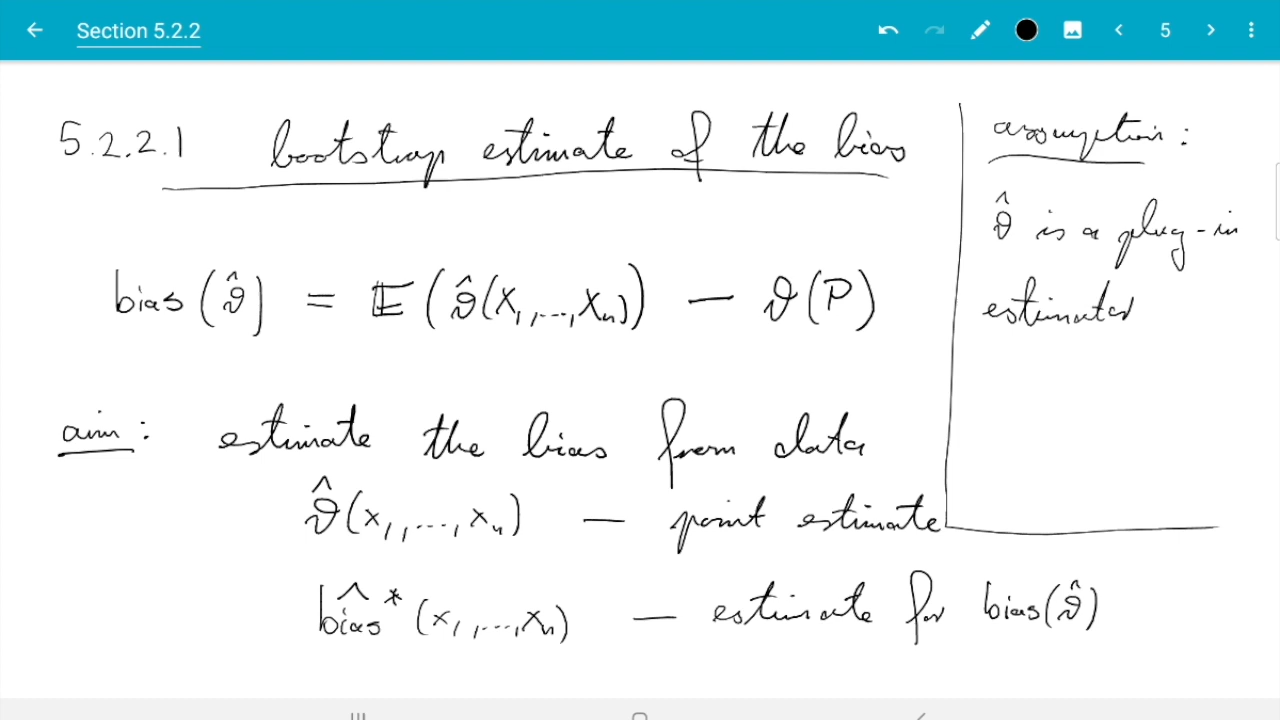 Section 5.2.2
5
5.2.2.1 bootstrap estimate of the bias
bias(ϑ̂) = 𝔼(ϑ̂(X₁,...,Xₙ)) − ϑ(P)
aim: estimate the bias from data
ϑ̂(x₁,...,xₙ) — point estimate
bias^*(x₁,...,xₙ) — estimate for bias(ϑ̂)
assumption:
ϑ̂ is a plug-in
estimator